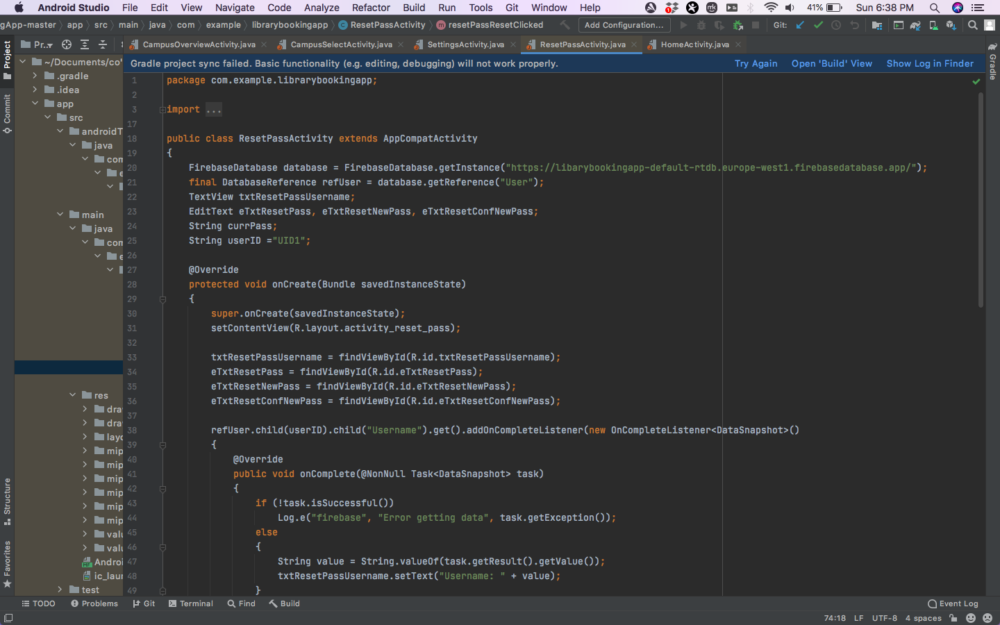 Android Studio File Edit View Navigate Code Analyze Refactor Build Run Tools Git Window Help 41% Sun 6:38 PM
gApp-master app src main java com example librarybookingapp ResetPassActivity resetPassResetClicked Add Configuration... Git:
Pr... CampusOverviewActivity.java CampusSelectActivity.java SettingsActivity.java ResetPassActivity.java HomeActivity.java
Gradle project sync failed. Basic functionality (e.g. editing, debugging) will not work properly. Try Again Open 'Build' View Show Log in Finder
Project
Commit
Structure
Favorites
Gradle
~/Documents/co
.gradle
.idea
app
src
androidT
java
com
e
main
java
com
e
res
dra
dra
layo
mip
mip
mip
mip
mip
mip
valu
valu
Android
ic_lau
test
1 package com.example.librarybookingapp;
2
3 import ...
17
18 public class ResetPassActivity extends AppCompatActivity
19 {
20 FirebaseDatabase database = FirebaseDatabase.getInstance("https://libarybookingapp-default-rtdb.europe-west1.firebasedatabase.app/");
21 final DatabaseReference refUser = database.getReference("User");
22 TextView txtResetPassUsername;
23 EditText eTxtResetPass, eTxtResetNewPass, eTxtResetConfNewPass;
24 String currPass;
25 String userID ="UID1";
26
27 @Override
28 protected void onCreate(Bundle savedInstanceState)
29 {
30 super.onCreate(savedInstanceState);
31 setContentView(R.layout.activity_reset_pass);
32
33 txtResetPassUsername = findViewById(R.id.txtResetPassUsername);
34 eTxtResetPass = findViewById(R.id.eTxtResetPass);
35 eTxtResetNewPass = findViewById(R.id.eTxtResetNewPass);
36 eTxtResetConfNewPass = findViewById(R.id.eTxtResetConfNewPass);
37
38 refUser.child(userID).child("Username").get().addOnCompleteListener(new OnCompleteListener<DataSnapshot>()
39 {
40 @Override
41 public void onComplete(@NonNull Task<DataSnapshot> task)
42 {
43 if (!task.isSuccessful())
44 Log.e("firebase", "Error getting data", task.getException());
45 else
46 {
47 String value = String.valueOf(task.getResult().getValue());
48 txtResetPassUsername.setText("Username: " + value);
49 }
TODO Problems Git Terminal Find Build Event Log
74:18 LF UTF-8 4 spaces